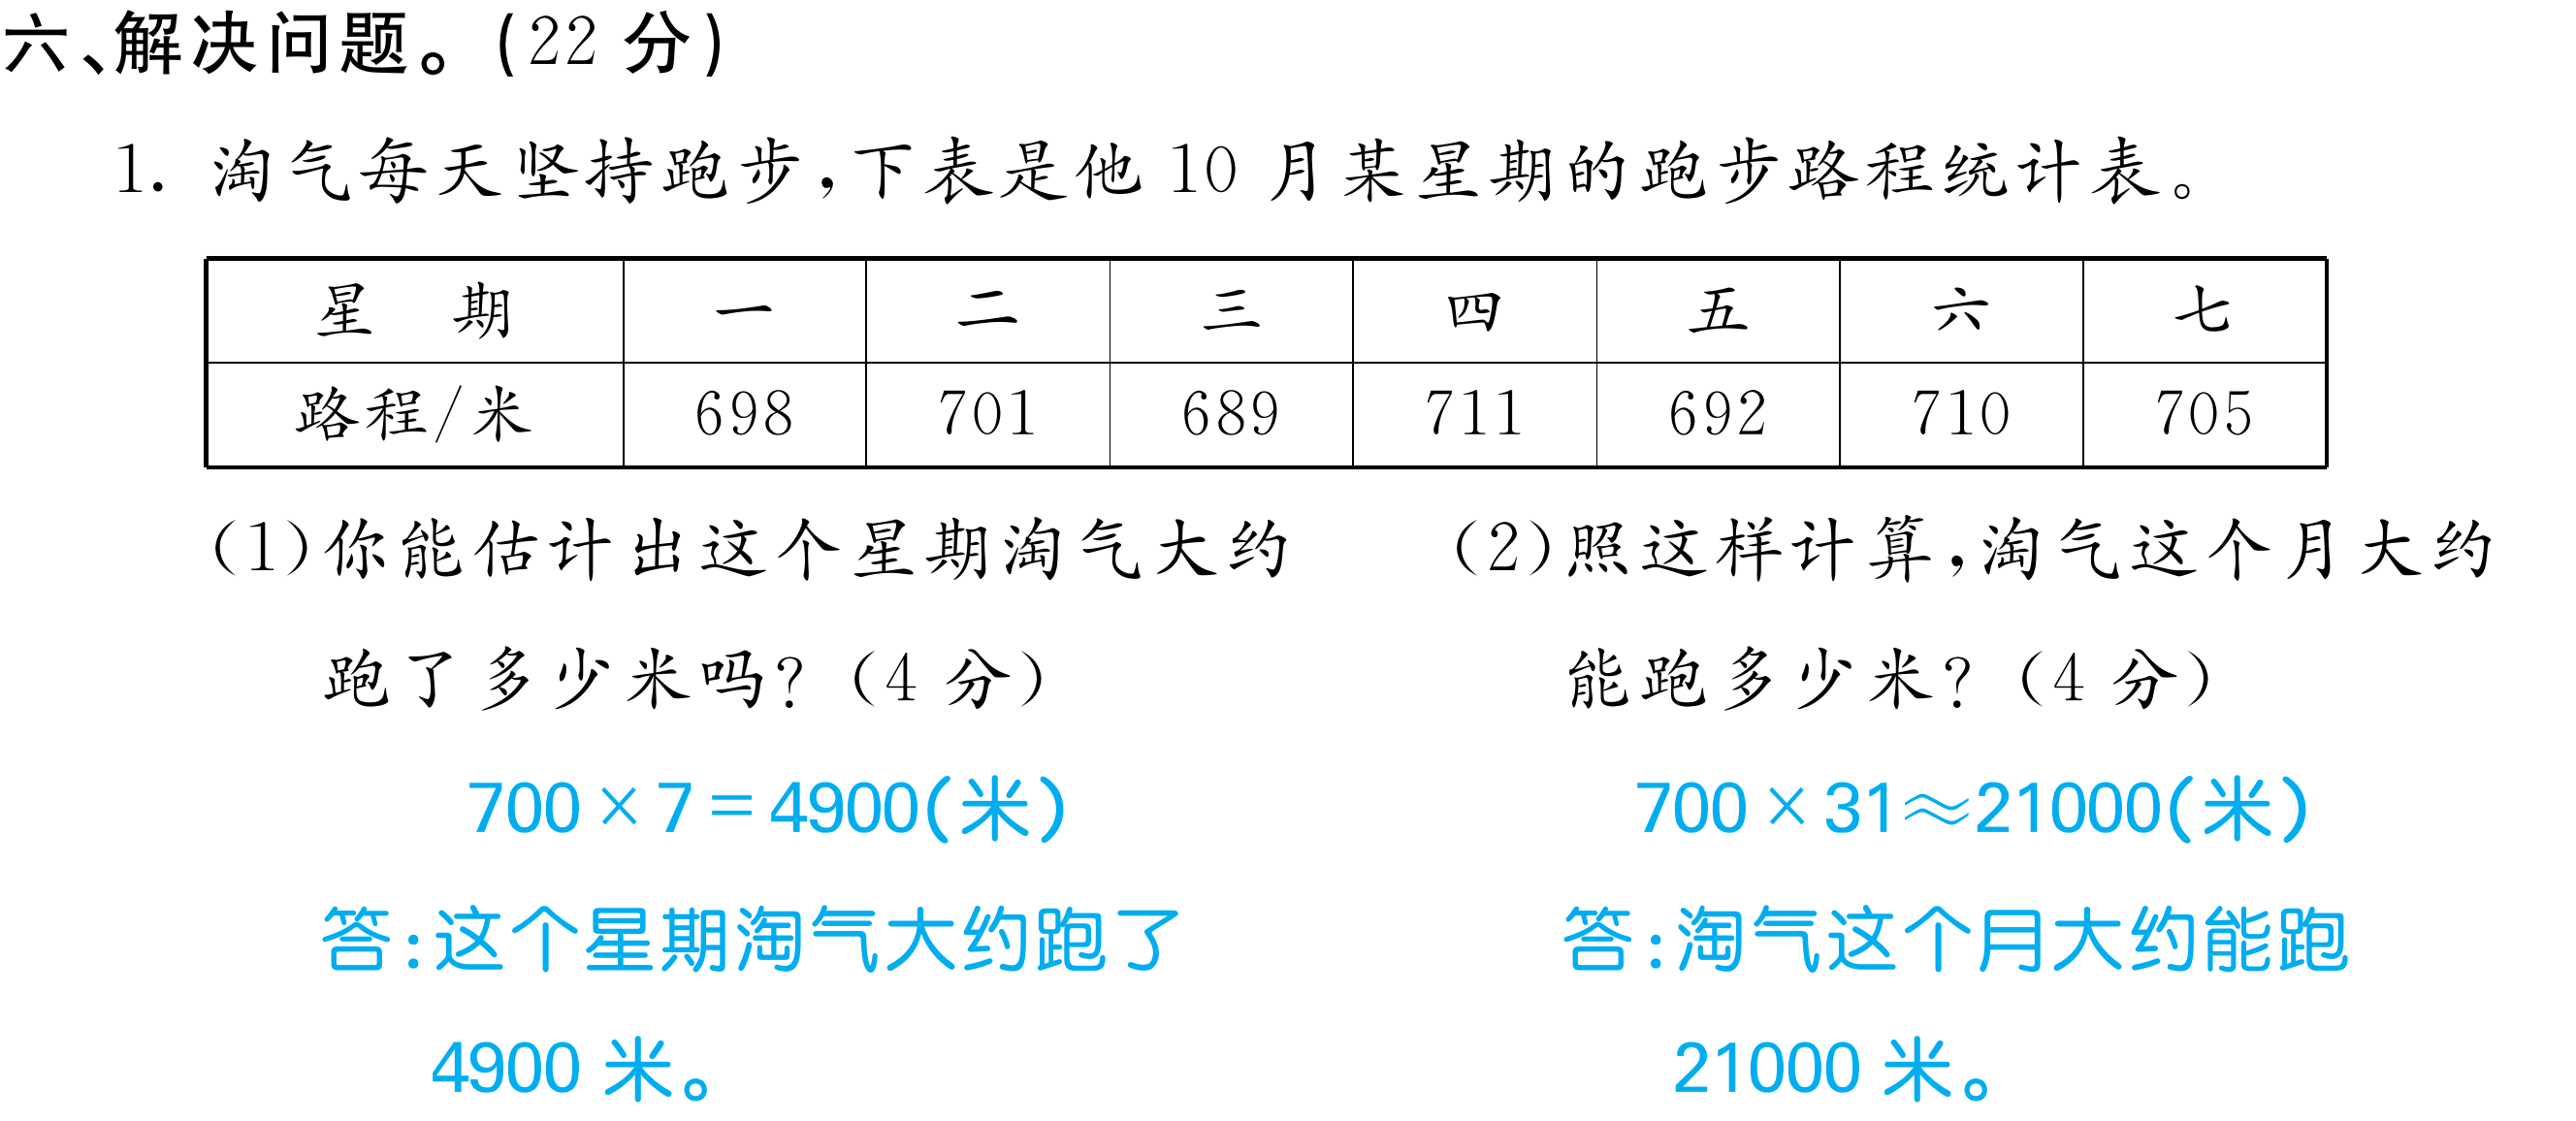 六、解决问题。(22 分)
1. 淘气每天坚持跑步,下表是他 10 月某星期的跑步路程统计表。
星 期 一 二 三 四 五 六 七
路程/米 698 701 689 711 692 710 705
(1)你能估计出这个星期淘气大约
跑了多少米吗?(4 分)
700×7=4900(米)
答:这个星期淘气大约跑了
4900 米。
(2)照这样计算,淘气这个月大约
能跑多少米?(4 分)
700×31≈21000(米)
答:淘气这个月大约能跑
21000 米。